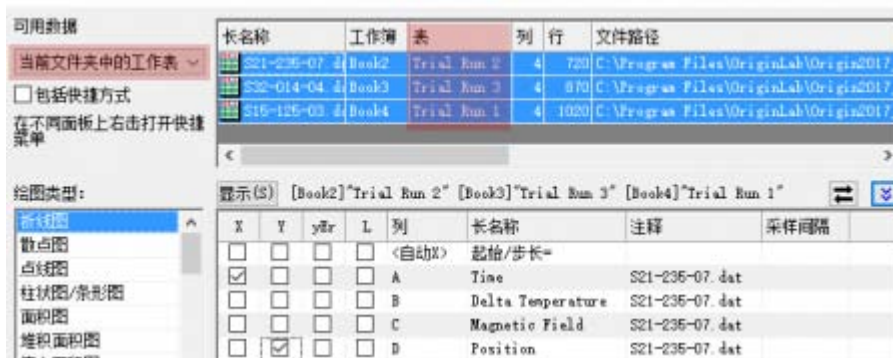 可用数据
当前文件夹中的工作表
包括快捷方式
在不同面板上右击打开快捷菜单
长名称 工作簿 表 列 行 文件路径
S21-235-07. d Book2 Trial Run 2 4 720 C:\Program Files\OriginLab\Origin2017
S32-014-04. d Book3 Trial Run 3 4 870 C:\Program Files\OriginLab\Origin2017
S15-125-03. d Book4 Trial Run 1 4 1020 C:\Program Files\OriginLab\Origin2017
绘图类型:
折线图
散点图
点线图
柱状图/条形图
面积图
堆积面积图
显示(S) [Book2]"Trial Run 2" [Book3]"Trial Run 3" [Book4]"Trial Run 1"
X Y yEr L 列 长名称 注释 采样间隔
<自动X> 起始/步长=
A Time S21-235-07.dat
B Delta Temperature S21-235-07.dat
C Magnetic Field S21-235-07.dat
D Position S21-235-07.dat